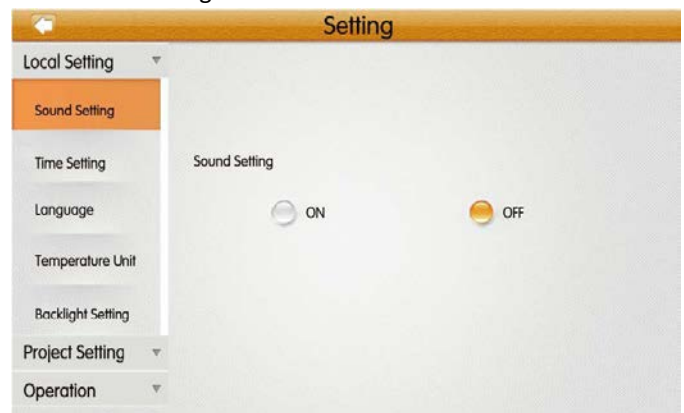 Setting
Local Setting
Sound Setting
Time Setting
Language
Temperature Unit
Backlight Setting
Project Setting
Operation
Sound Setting
ON OFF